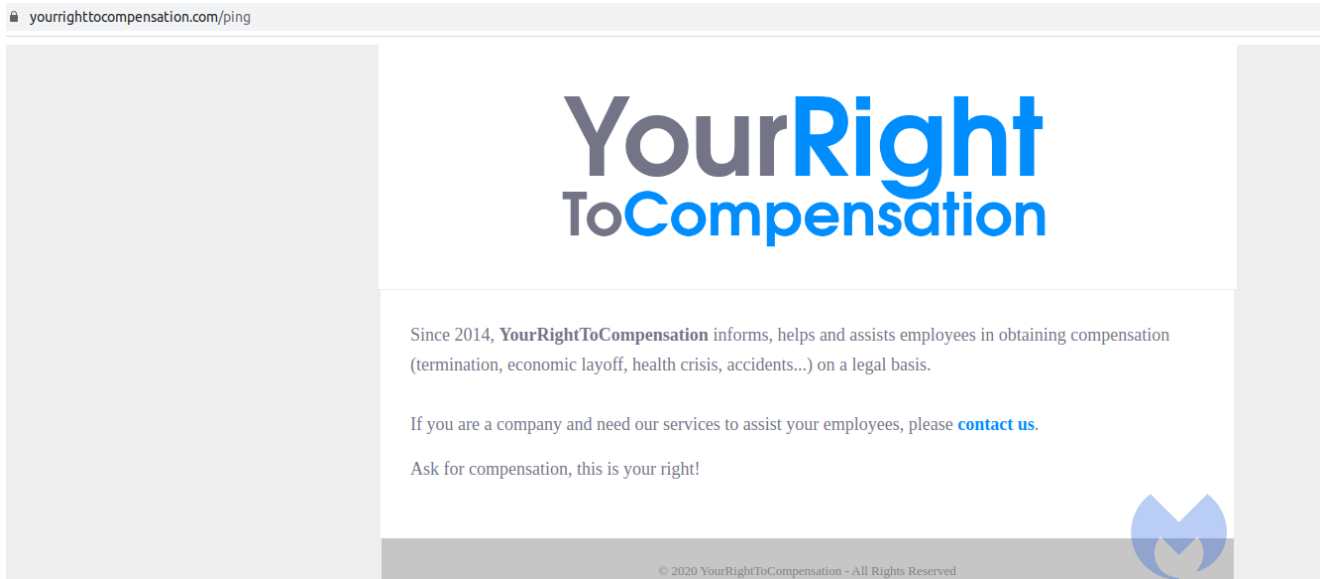 yourrighttocompensation.com/ping
YourRight
ToCompensation
Since 2014, YourRightToCompensation informs, helps and assists employees in obtaining compensation
(termination, economic layoff, health crisis, accidents...) on a legal basis.
If you are a company and need our services to assist your employees, please contact us.
Ask for compensation, this is your right!
© 2020 YourRightToCompensation - All Rights Reserved